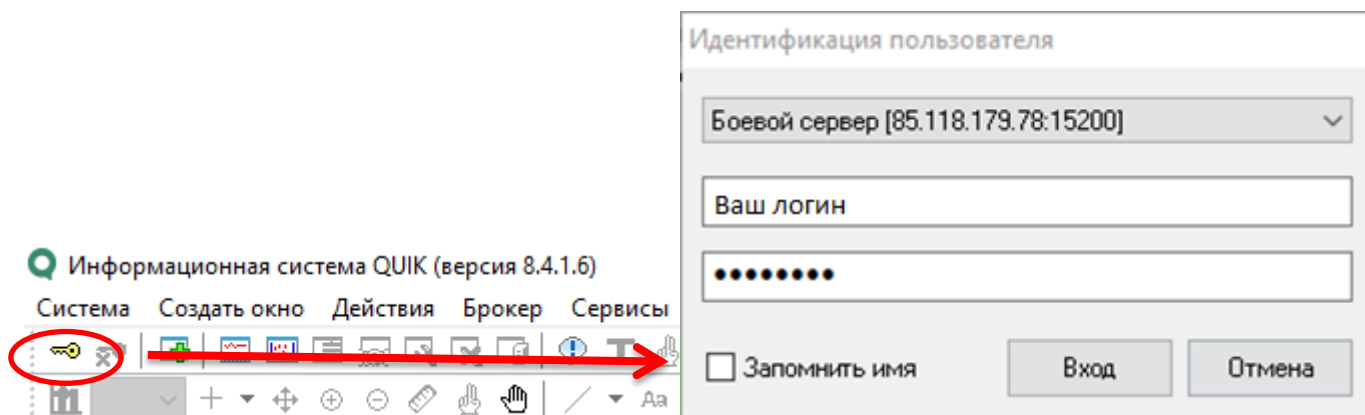 Идентификация пользователя
Боевой сервер [85.118.179.78:15200]
Ваш логин
••••••••
Запомнить имя Вход Отмена
Информационная система QUIK (версия 8.4.1.6)
Система Создать окно Действия Брокер Сервисы
Aa